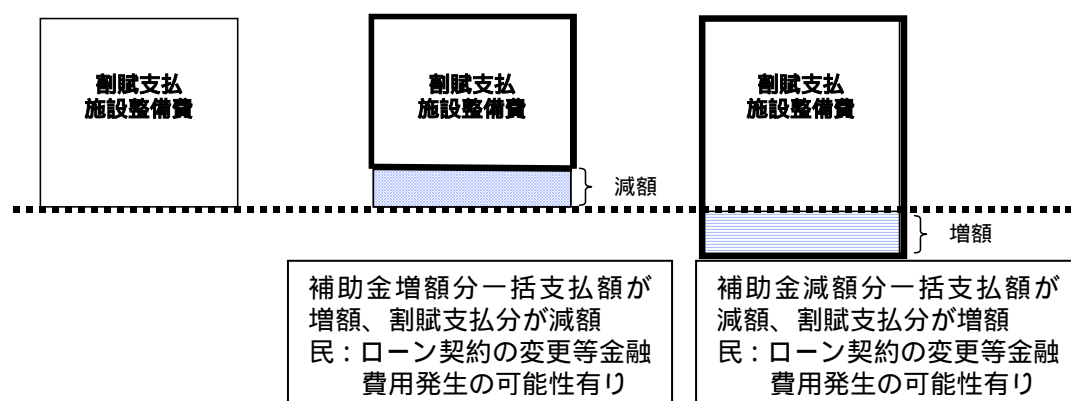 割賦支払
施設整備費
割賦支払
施設整備費
減額
割賦支払
施設整備費
増額
補助金増額分一括支払額が
増額、割賦支払分が減額
民：ローン契約の変更等金融
費用発生の可能性有り
補助金減額分一括支払額が
減額、割賦支払分が増額
民：ローン契約の変更等金融
費用発生の可能性有り